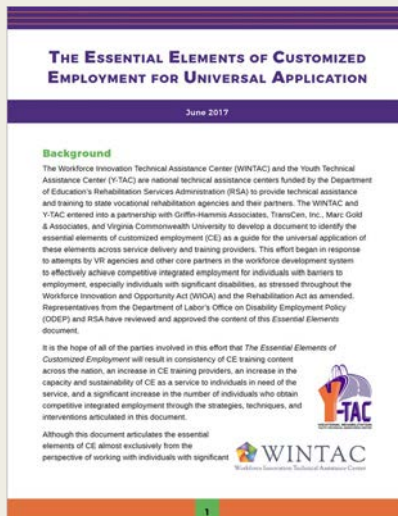 THE ESSENTIAL ELEMENTS OF CUSTOMIZED
EMPLOYMENT FOR UNIVERSAL APPLICATION
June 2017
Background
The Workforce Innovation Technical Assistance Center (WINTAC) and the Youth Technical
Assistance Center (Y-TAC) are national technical assistance centers funded by the Department
of Education's Rehabilitation Services Administration (RSA) to provide technical assistance
and training to state vocational rehabilitation agencies and their partners. The WINTAC and
Y-TAC entered into a partnership with Griffin-Hammis Associates, TransCen, Inc., Marc Gold
& Associates, and Virginia Commonwealth University to develop a document to identify the
essential elements of customized employment (CE) as a guide for the universal application of
these elements across service delivery and training providers. This effort began in response
to attempts by VR agencies and other core partners in the workforce development system
to effectively achieve competitive integrated employment for individuals with barriers to
employment, especially individuals with significant disabilities, as stressed throughout the
Workforce Innovation and Opportunity Act (WIOA) and the Rehabilitation Act as amended.
Representatives from the Department of Labor's Office on Disability Employment Policy
(ODEP) and RSA have reviewed and approved the content of this Essential Elements
document.
It is the hope of all of the parties involved in this effort that The Essential Elements of
Customized Employment will result in consistency of CE training content
across the nation, an increase in CE training providers, an increase in the
capacity and sustainability of CE as a service to individuals in need of the
service, and a significant increase in the number of individuals who obtain
competitive integrated employment through the strategies, techniques, and
interventions articulated in this document.
Y-TAC
Although this document articulates the essential
elements of CE almost exclusively from the
perspective of working with individuals with significant
WINTAC
Workforce Innovation Technical Assistance Center
1